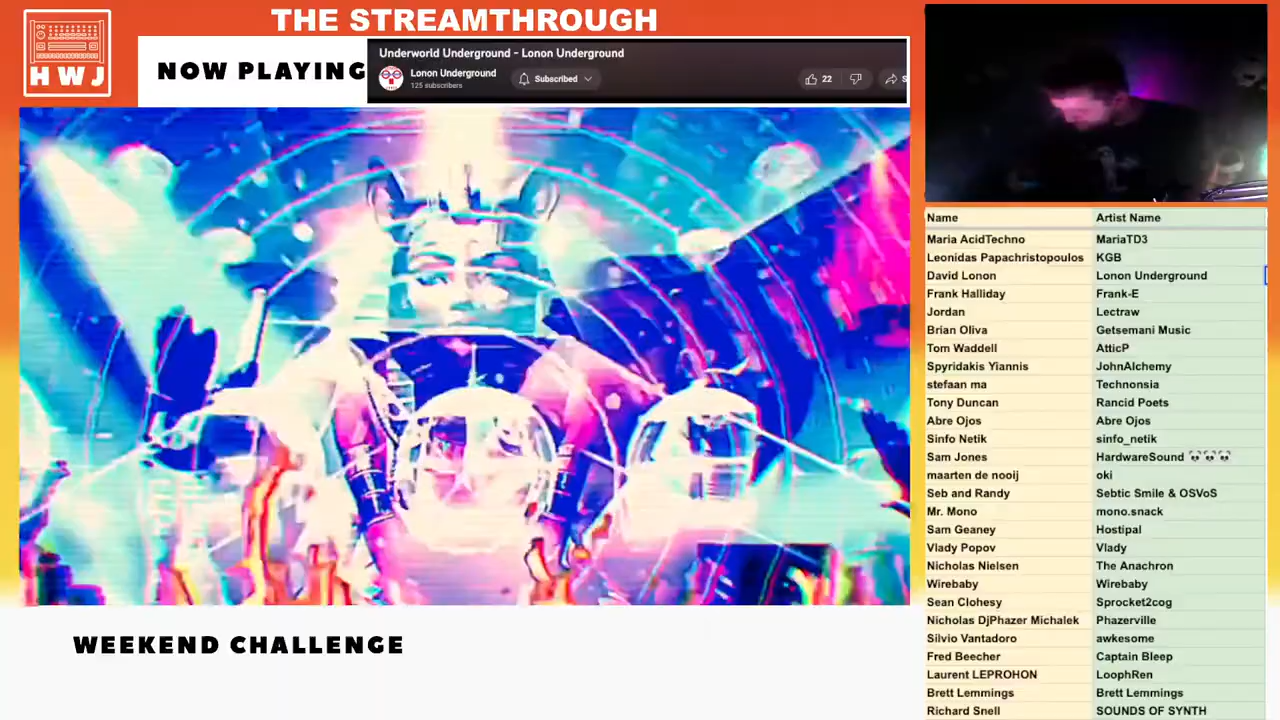 THE STREAMTHROUGH
HWJ
NOW PLAYING
Underworld Underground - Lonon Underground
Lonon Underground
125 subscribers
Subscribed
22
S
Name Artist Name
Maria AcidTechno MariaTD3
Leonidas Papachristopoulos KGB
David Lonon Lonon Underground
Frank Halliday Frank-E
Jordan Lectraw
Brian Oliva Getsemani Music
Tom Waddell AtticP
Spyridakis Yiannis JohnAlchemy
stefaan ma Technonsia
Tony Duncan Rancid Poets
Abre Ojos Abre Ojos
Sinfo Netik sinfo_netik
Sam Jones HardwareSound 🐼🐼🐼
maarten de nooij oki
Seb and Randy Sebtic Smile & OSVoS
Mr. Mono mono.snack
Sam Geaney Hostipal
Vlady Popov Vlady
Nicholas Nielsen The Anachron
Wirebaby Wirebaby
Sean Clohesy Sprocket2cog
Nicholas DjPhazer Michalek Phazerville
Silvio Vantadoro awkesome
Fred Beecher Captain Bleep
Laurent LEPROHON LoophRen
Brett Lemmings Brett Lemmings
Richard Snell SOUNDS OF SYNTH
WEEKEND CHALLENGE